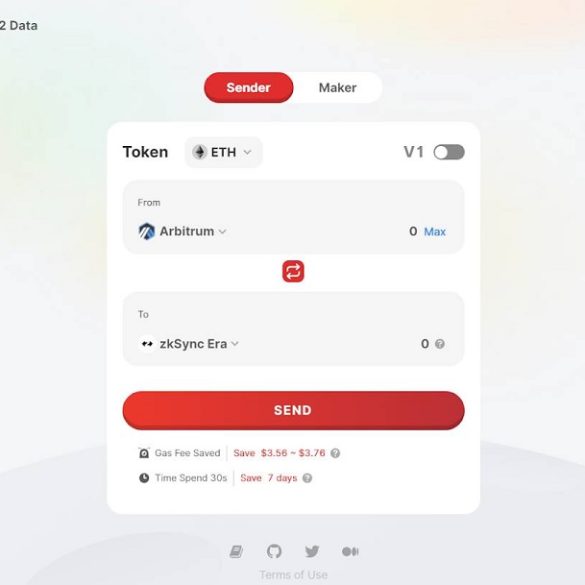 2 Data
Sender Maker
Token ETH V1
From
Arbitrum 0 Max
To
zkSync Era 0 ?
SEND
Gas Fee Saved Save $3.56 ~ $3.76 ?
Time Spend 30s Save 7 days ?
Terms of Use